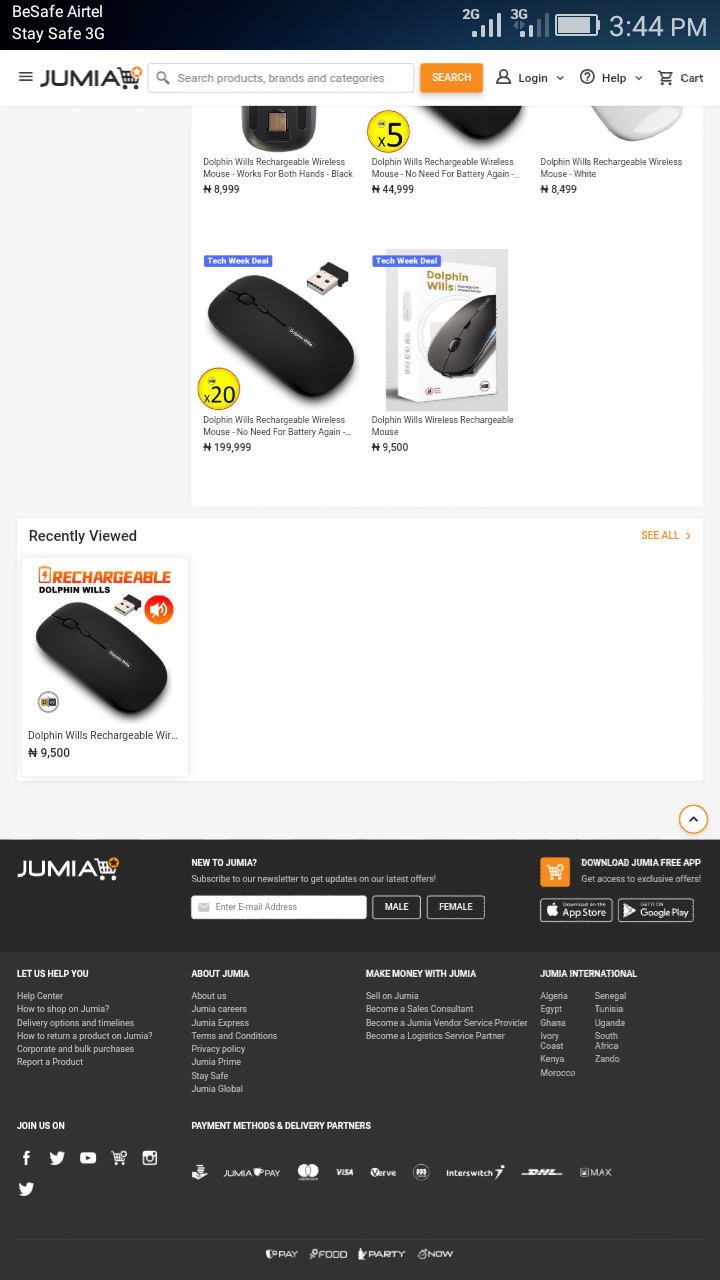 BeSafe Airtel
Stay Safe 3G
2G
3G
3:44 PM
JUMIA
Search products, brands and categories
SEARCH
Login
Help
Cart
x5
Dolphin Wills Rechargeable Wireless
Mouse - Works For Both Hands - Black
₦ 8,999
Dolphin Wills Rechargeable Wireless
Mouse - No Need For Battery Again -...
₦ 44,999
Dolphin Wills Rechargeable Wireless
Mouse - White
₦ 8,499
Tech Week Deal
Dolphin Wills
x20
Dolphin Wills Rechargeable Wireless
Mouse - No Need For Battery Again -...
₦ 199,999
Tech Week Deal
Dolphin
Wills
Rechargeable
Wireless Mouse
Dolphin Wills Wireless Rechargeable
Mouse
₦ 9,500
Recently Viewed
SEE ALL
RECHARGEABLE
DOLPHIN WILLS
Dolphin Wills
Dolphin Wills Rechargeable Wir...
₦ 9,500
JUMIA
NEW TO JUMIA?
Subscribe to our newsletter to get updates on our latest offers!
Enter E-mail Address
MALE
FEMALE
DOWNLOAD JUMIA FREE APP
Get access to exclusive offers!
Download on the
App Store
GET IT ON
Google Play
LET US HELP YOU
Help Center
How to shop on Jumia?
Delivery options and timelines
How to return a product on Jumia?
Corporate and bulk purchases
Report a Product
ABOUT JUMIA
About us
Jumia careers
Jumia Express
Terms and Conditions
Privacy policy
Jumia Prime
Stay Safe
Jumia Global
MAKE MONEY WITH JUMIA
Sell on Jumia
Become a Sales Consultant
Become a Jumia Vendor Service Provider
Become a Logistics Service Partner
JUMIA INTERNATIONAL
Algeria
Egypt
Ghana
Ivory
Coast
Kenya
Morocco
Senegal
Tunisia
Uganda
South
Africa
Zando
JOIN US ON
PAYMENT METHODS & DELIVERY PARTNERS
JUMIA PAY
VISA
Verve
Interswitch
DHL
MAX
PAY
FOOD
PARTY
NOW